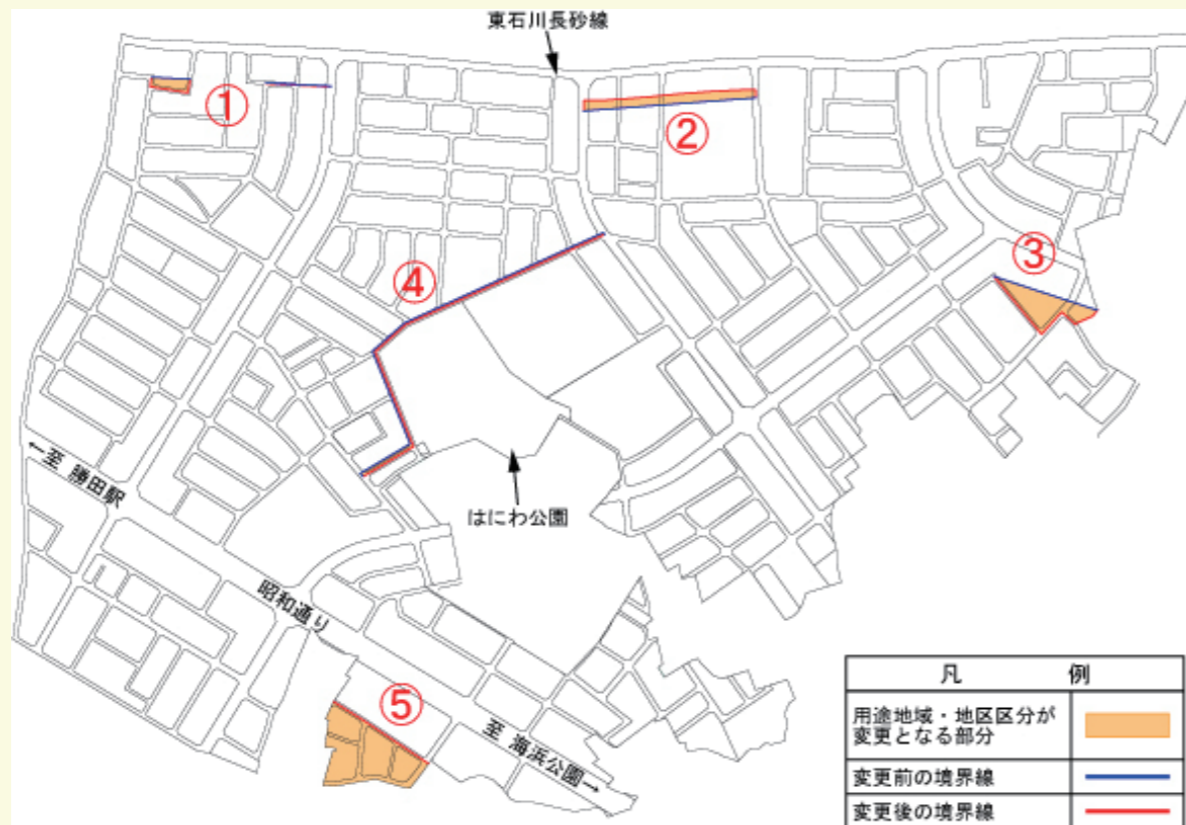 東石川長砂線
①
②
③
④
←至 勝田駅
はにわ公園
昭和通り
⑤
至 海浜公園→
凡 例
用途地域・地区区分が
変更となる部分
変更前の境界線
変更後の境界線